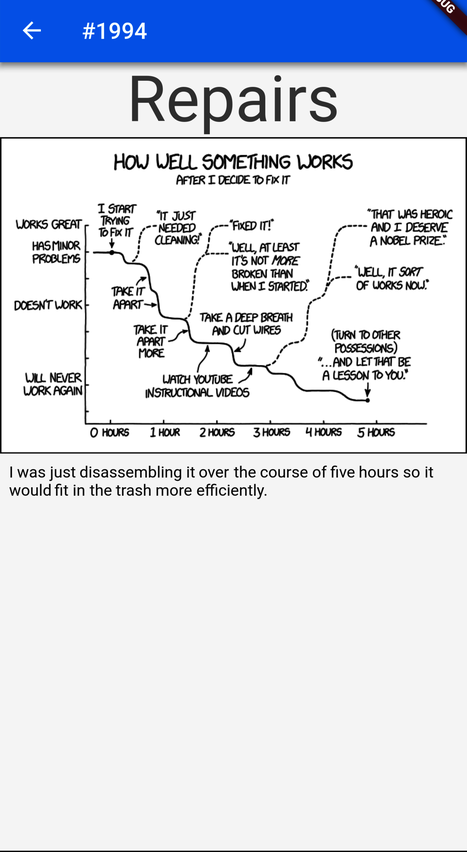 UG
#1994
Repairs
HOW WELL SOMETHING WORKS
AFTER I DECIDE TO FIX IT
WORKS GREAT
HAS MINOR
PROBLEMS
DOESN'T WORK
WILL NEVER
WORK AGAIN
I START
TRYING
TO FIX IT
"IT JUST
NEEDED
CLEANING!"
"FIXED IT!"
"WELL, AT LEAST
IT'S NOT MORE
BROKEN THAN
WHEN I STARTED."
"THAT WAS HEROIC
AND I DESERVE
A NOBEL PRIZE."
"WELL, IT SORT
OF WORKS NOW."
TAKE IT
APART
TAKE IT
APART
MORE
TAKE A DEEP BREATH
AND CUT WIRES
WATCH YOUTUBE
INSTRUCTIONAL VIDEOS
(TURN TO OTHER
POSSESSIONS)
"...AND LET THAT BE
A LESSON TO YOU."
0 HOURS 1 HOUR 2 HOURS 3 HOURS 4 HOURS 5 HOURS
I was just disassembling it over the course of five hours so it
would fit in the trash more efficiently.